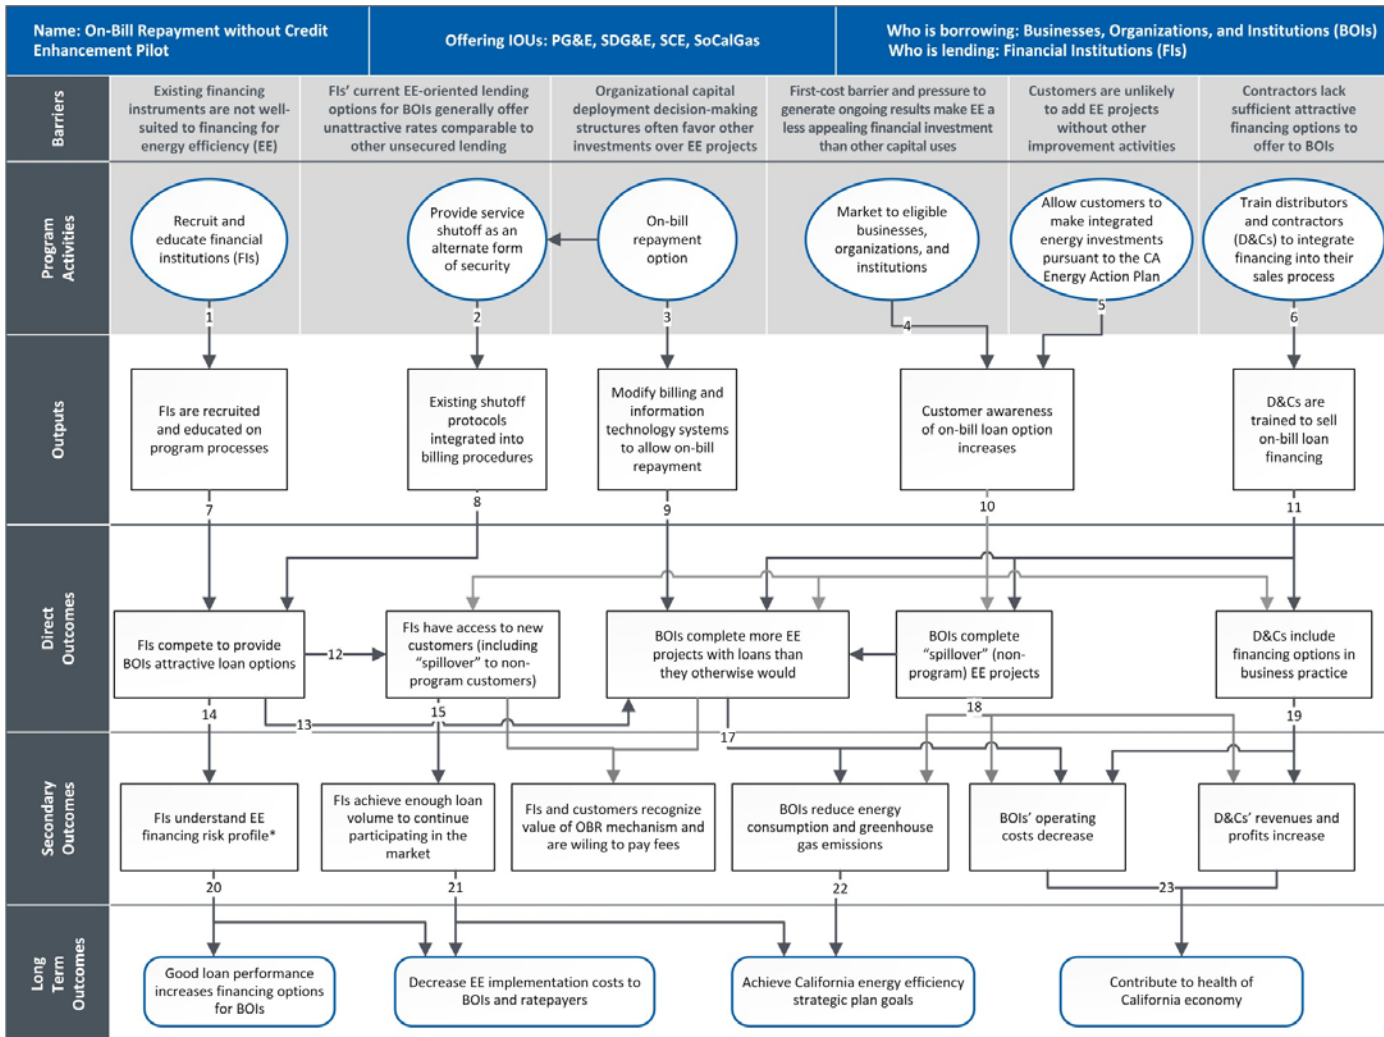 Name: On-Bill Repayment without Credit
Enhancement Pilot
Offering IOUs: PG&E, SDG&E, SCE, SoCalGas
Who is borrowing: Businesses, Organizations, and Institutions (BOIs)
Who is lending: Financial Institutions (FIs)
Barriers
Existing financing
instruments are not well-
suited to financing for
energy efficiency (EE)
FIs' current EE-oriented lending
options for BOIs generally offer
unattractive rates comparable to
other unsecured lending
Organizational capital
deployment decision-making
structures often favor other
investments over EE projects
First-cost barrier and pressure to
generate ongoing results make EE a
less appealing financial investment
than other capital uses
Customers are unlikely
to add EE projects
without other
improvement activities
Contractors lack
sufficient attractive
financing options to
offer to BOIs
Program
Activities
Recruit and
educate financial
institutions (FIs)
Provide service
shutoff as an
alternate form
of security
On-bill
repayment
option
Market to eligible
businesses,
organizations, and
institutions
Allow customers to
make integrated
energy investments
pursuant to the CA
Energy Action Plan
Train distributors
and contractors
(D&Cs) to integrate
financing into their
sales process
1
2
3
4
5
6
Outputs
FIs are recruited
and educated on
program processes
Existing shutoff
protocols
integrated into
billing procedures
Modify billing and
information
technology systems
to allow on-bill
repayment
Customer awareness
of on-bill loan option
increases
D&Cs are
trained to sell
on-bill loan
financing
7
8
9
10
11
Direct
Outcomes
FIs compete to provide
BOIs attractive loan options
12
FIs have access to new
customers (including
"spillover" to non-
program customers)
BOIs complete more EE
projects with loans than
they otherwise would
BOIs complete
"spillover" (non-
program) EE projects
D&Cs include
financing options in
business practice
14
13
15
17
18
19
Secondary
Outcomes
FIs understand EE
financing risk profile*
FIs achieve enough loan
volume to continue
participating in the
market
FIs and customers recognize
value of OBR mechanism and
are wiling to pay fees
BOIs reduce energy
consumption and greenhouse
gas emissions
BOIs' operating
costs decrease
D&Cs' revenues and
profits increase
20
21
22
23
Long
Term
Outcomes
Good loan performance
increases financing options
for BOIs
Decrease EE implementation costs to
BOIs and ratepayers
Achieve California energy efficiency
strategic plan goals
Contribute to health of
California economy